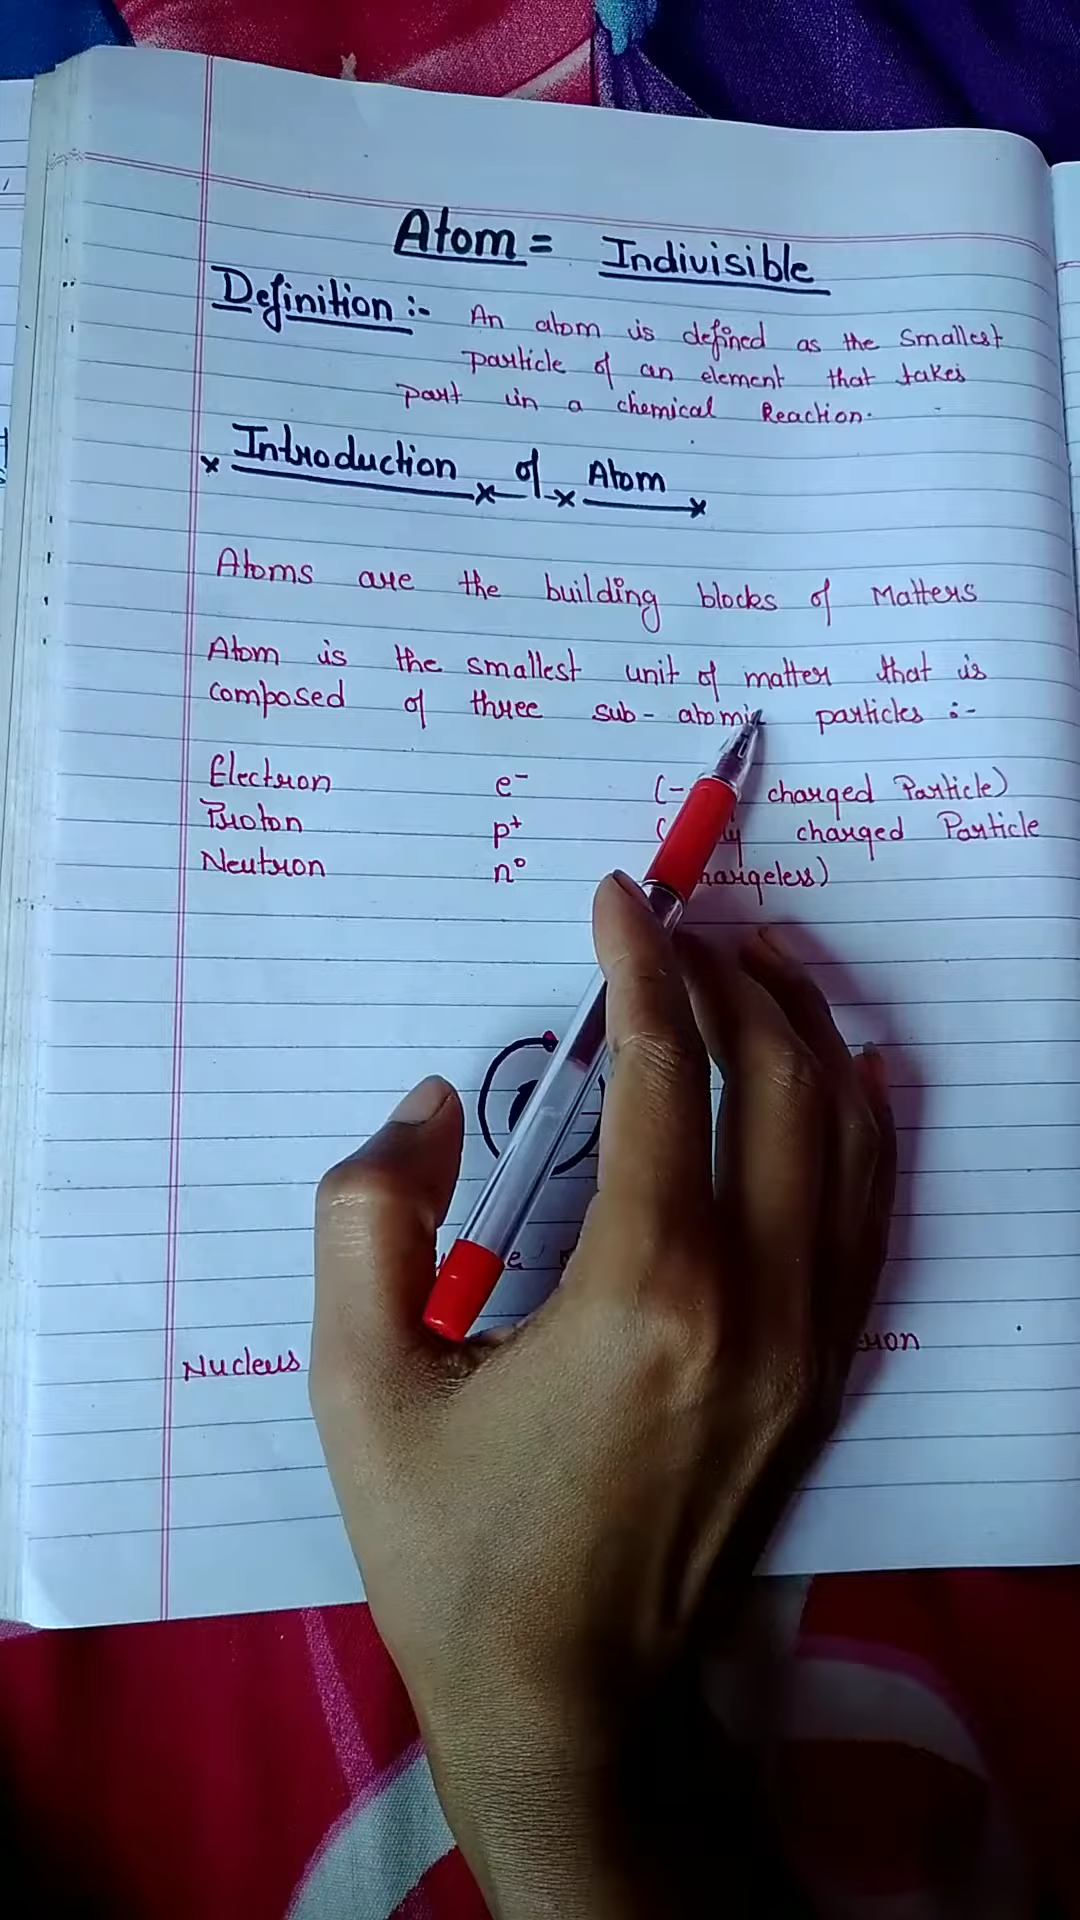 Atom = Indivisible
Definition :- An atom is defined as the smallest
particle of an element that takes
part in a chemical Reaction.
Introduction of Atom
Atoms are the building blocks of Matters
Atom is the smallest unit of matter that is
composed of three sub-atomic particles :-
Electron e⁻ (- charged Particle)
Proton p⁺ ( charged Particle
Neutron n⁰
Nucleus